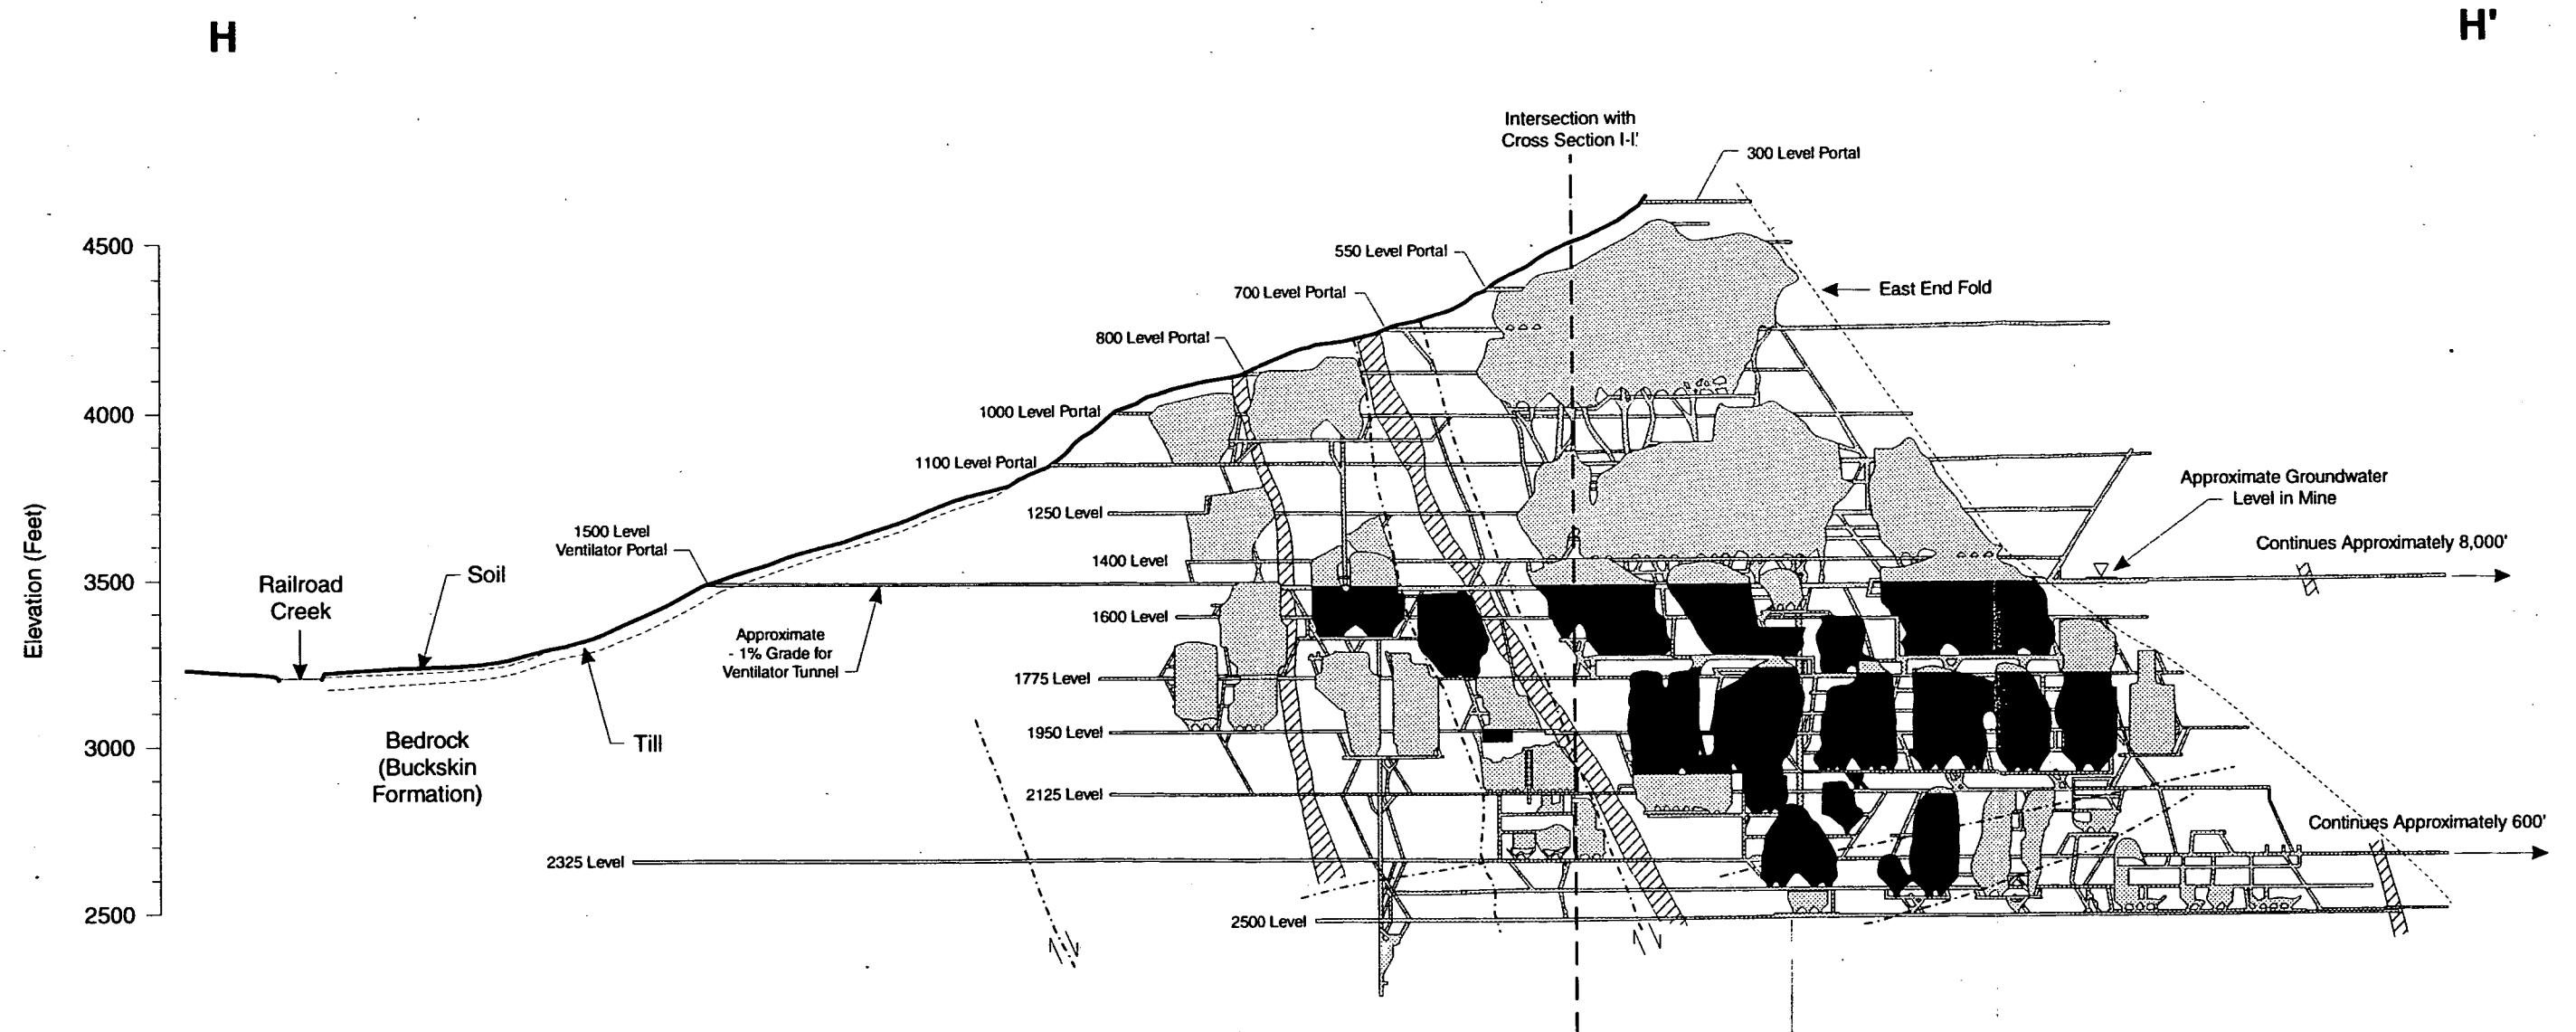 H
H'
Intersection with
Cross Section I-I'
300 Level Portal
4500
550 Level Portal
East End Fold
700 Level Portal
800 Level Portal
4000
1000 Level Portal
1100 Level Portal
Approximate Groundwater
Level in Mine
1250 Level
1500 Level
Ventilator Portal
Continues Approximately 8,000'
1400 Level
Elevation (Feet)
3500
Railroad
Creek
Soil
1600 Level
Approximate
- 1% Grade for
Ventilator Tunnel
1775 Level
3000
Bedrock
(Buckskin
Formation)
Till
1950 Level
2125 Level
Continues Approximately 600'
2325 Level
2500
2500 Level